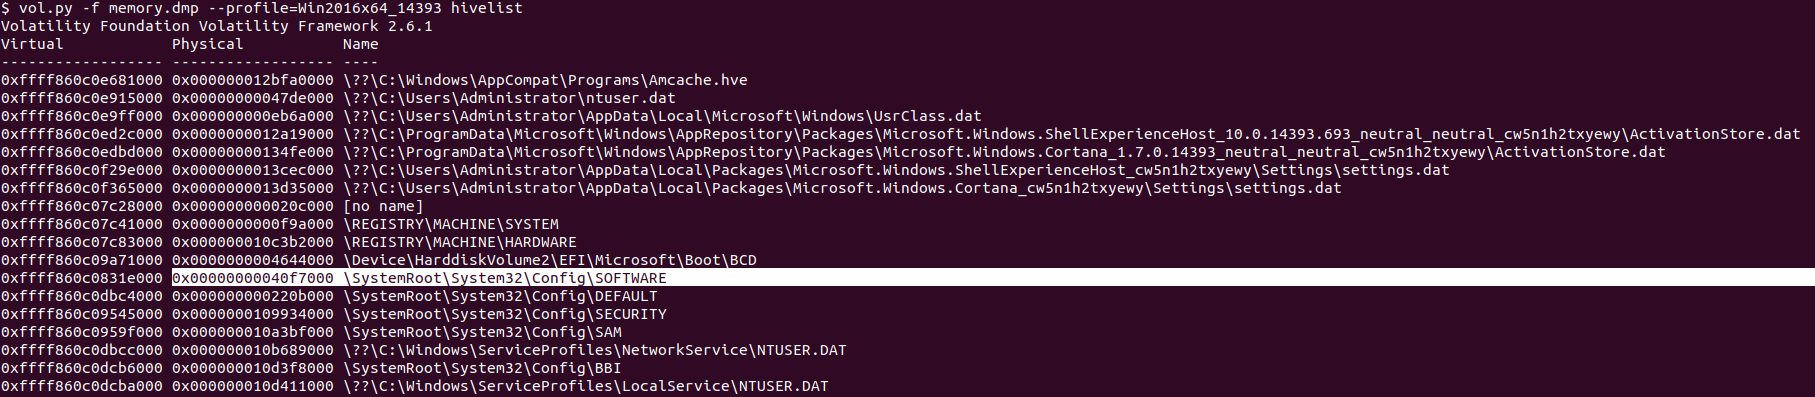 $ vol.py -f memory.dmp --profile=Win2016x64_14393 hivelist
Volatility Foundation Volatility Framework 2.6.1
Virtual            Physical           Name
------------------ ------------------ ----
0xffff860c0e681000 0x000000012bfa0000 \??\C:\Windows\AppCompat\Programs\Amcache.hve
0xffff860c0e915000 0x00000000047de000 \??\C:\Users\Administrator\ntuser.dat
0xffff860c0e9ff000 0x000000000eb6a000 \??\C:\Users\Administrator\AppData\Local\Microsoft\Windows\UsrClass.dat
0xffff860c0ed2c000 0x0000000012a19000 \??\C:\ProgramData\Microsoft\Windows\AppRepository\Packages\Microsoft.Windows.ShellExperienceHost_10.0.14393.693_neutral_neutral_cw5n1h2txyewy\ActivationStore.dat
0xffff860c0edbd000 0x00000000134fe000 \??\C:\ProgramData\Microsoft\Windows\AppRepository\Packages\Microsoft.Windows.Cortana_1.7.0.14393_neutral_neutral_cw5n1h2txyewy\ActivationStore.dat
0xffff860c0f29e000 0x0000000013cec000 \??\C:\Users\Administrator\AppData\Local\Packages\Microsoft.Windows.ShellExperienceHost_cw5n1h2txyewy\Settings\settings.dat
0xffff860c0f365000 0x0000000013d35000 \??\C:\Users\Administrator\AppData\Local\Packages\Microsoft.Windows.Cortana_cw5n1h2txyewy\Settings\settings.dat
0xffff860c07c28000 0x000000000020c000 [no name]
0xffff860c07c41000 0x0000000000f9a000 \REGISTRY\MACHINE\SYSTEM
0xffff860c07c83000 0x000000010c3b2000 \REGISTRY\MACHINE\HARDWARE
0xffff860c09a71000 0x0000000004644000 \Device\HarddiskVolume2\EFI\Microsoft\Boot\BCD
0xffff860c0831e000 0x00000000040f7000 \SystemRoot\System32\Config\SOFTWARE
0xffff860c0dbc4000 0x000000000220b000 \SystemRoot\System32\Config\DEFAULT
0xffff860c09545000 0x0000000109934000 \SystemRoot\System32\Config\SECURITY
0xffff860c0959f000 0x000000010a3bf000 \SystemRoot\System32\Config\SAM
0xffff860c0dbcc000 0x000000010b689000 \??\C:\Windows\ServiceProfiles\NetworkService\NTUSER.DAT
0xffff860c0dcb6000 0x000000010d3f8000 \SystemRoot\System32\Config\BBI
0xffff860c0dcba000 0x000000010d411000 \??\C:\Windows\ServiceProfiles\LocalService\NTUSER.DAT